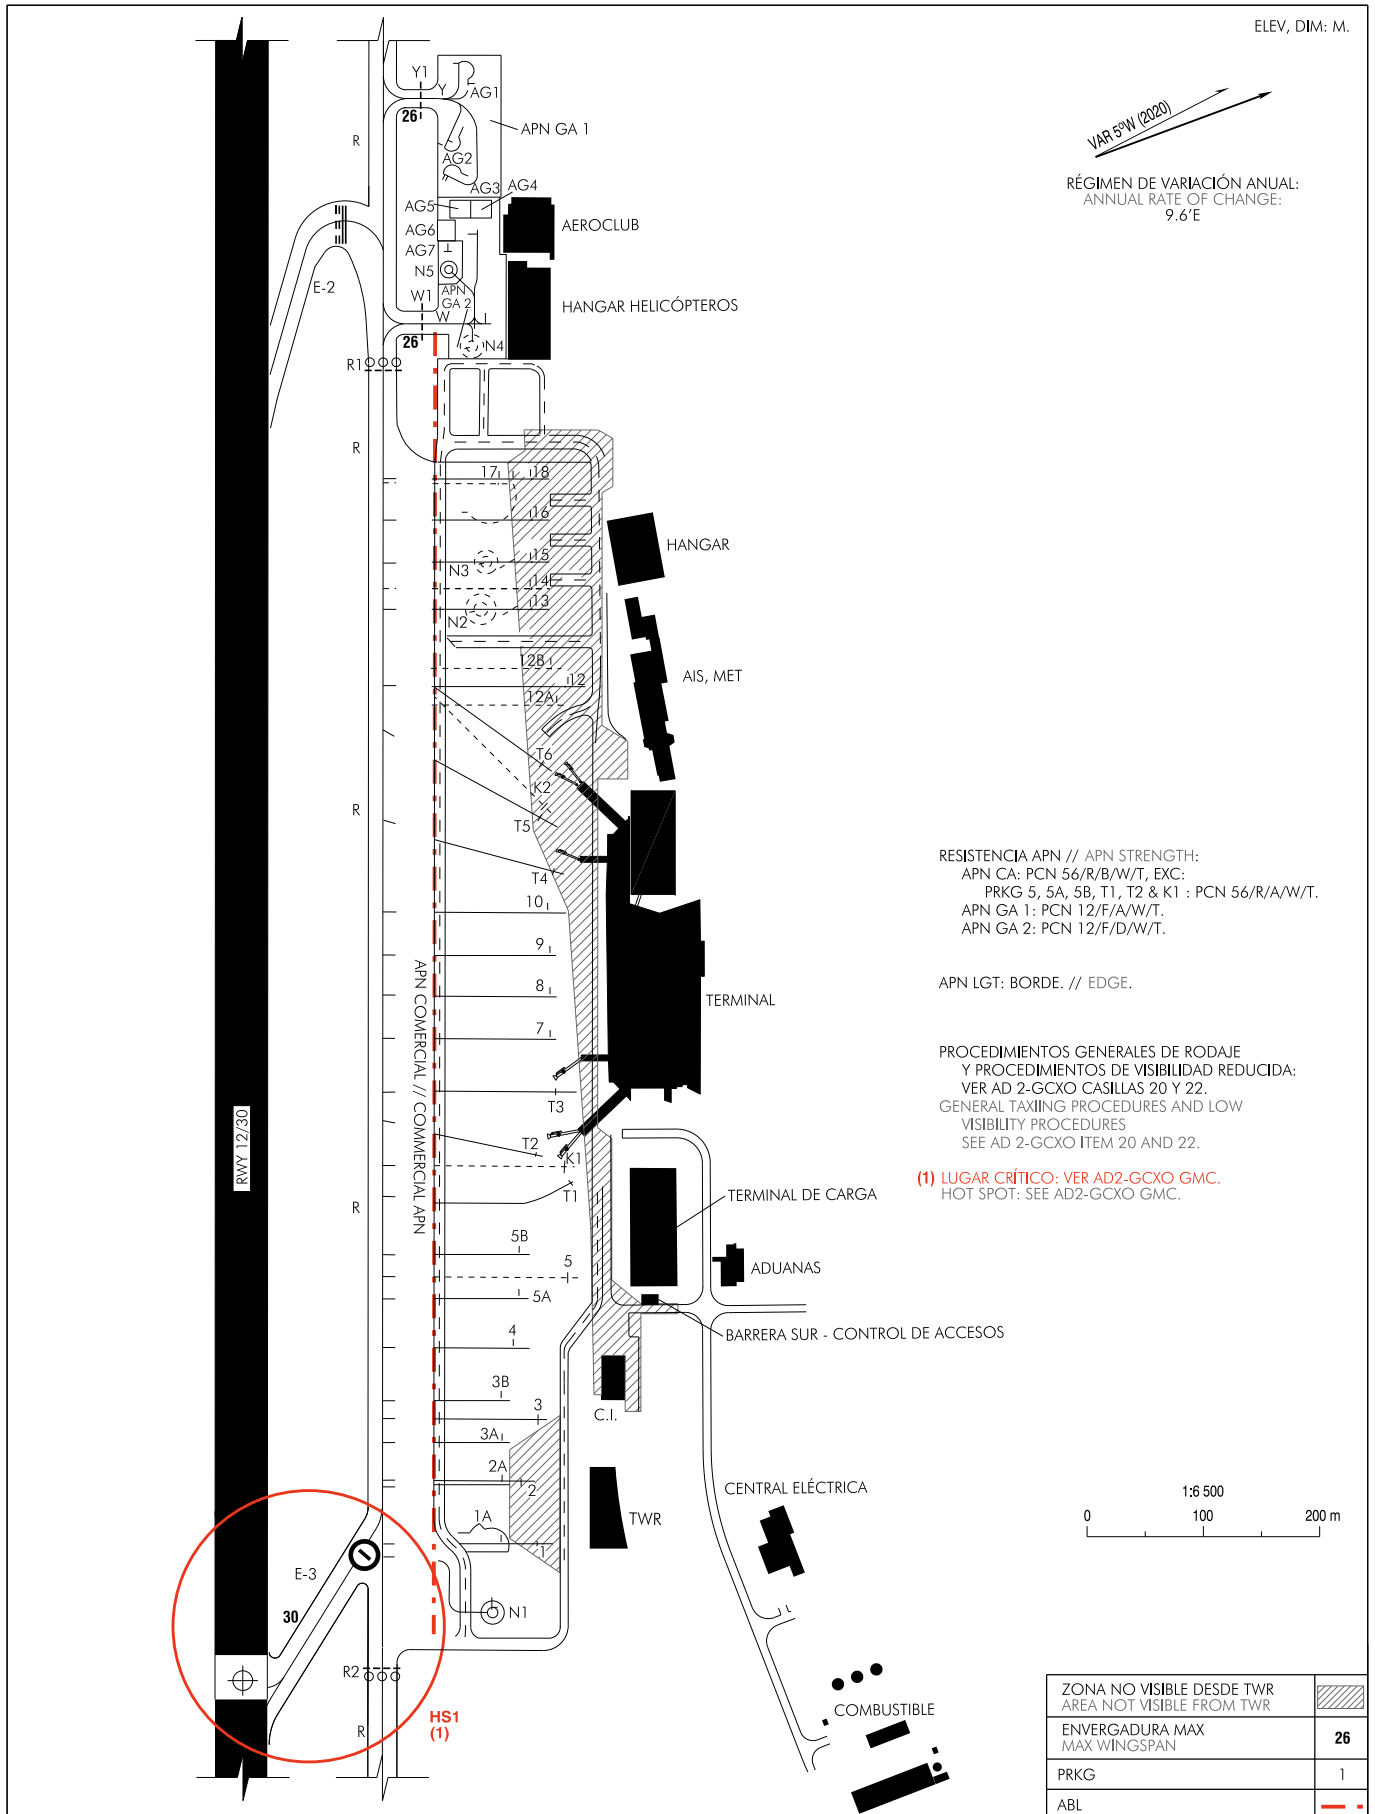 ELEV, DIM: M.
VAR 5ºW (2020)
RÉGIMEN DE VARIACIÓN ANUAL:
ANNUAL RATE OF CHANGE:
9.6'E
Y1
Y
AG1
26
APN GA 1
R
AG2
AG3
AG4
AG5
AG6
AEROCLUB
AG7
N5
E-2
APN
GA 2
W1
W
HANGAR HELICÓPTEROS
26
N4
R1
R
17
18
16
HANGAR
15
N3
14
13
N2
12B
12
AIS, MET
12A
T6
K2
R
T5
T4
10
9
8
7
APN COMERCIAL // COMMERCIAL APN
TERMINAL
RESISTENCIA APN // APN STRENGTH:
APN CA: PCN 56/R/B/W/T, EXC:
PRKG 5, 5A, 5B, T1, T2 & K1 : PCN 56/R/A/W/T.
APN GA 1: PCN 12/F/A/W/T.
APN GA 2: PCN 12/F/D/W/T.
APN LGT: BORDE. // EDGE.
PROCEDIMIENTOS GENERALES DE RODAJE
Y PROCEDIMIENTOS DE VISIBILIDAD REDUCIDA:
VER AD 2-GCXO CASILLAS 20 Y 22.
GENERAL TAXIING PROCEDURES AND LOW
VISIBILITY PROCEDURES
SEE AD 2-GCXO ITEM 20 AND 22.
(1) LUGAR CRÍTICO: VER AD2-GCXO GMC.
HOT SPOT: SEE AD2-GCXO GMC.
T3
RWY 12/30
T2
K1
T1
TERMINAL DE CARGA
R
5B
5
ADUANAS
5A
BARRERA SUR - CONTROL DE ACCESOS
4
3B
3
C.I.
3A
2A
2
CENTRAL ELÉCTRICA
1A
TWR
1
1:6 500
0 100 200 m
E-3
30
N1
R2
HS1
(1)
R
COMBUSTIBLE
ZONA NO VISIBLE DESDE TWR
AREA NOT VISIBLE FROM TWR
ENVERGADURA MAX
MAX WINGSPAN
26
PRKG 1
ABL